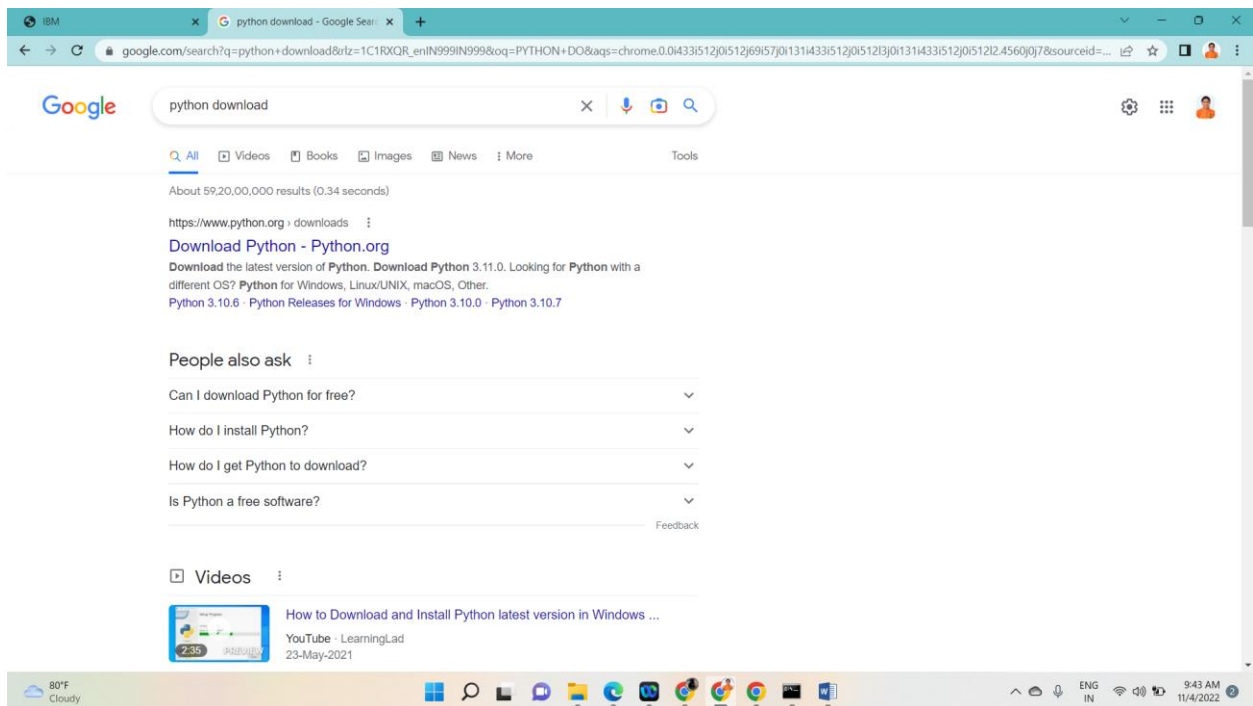 IBM
python download - Google Sear
google.com/search?q=python+download&rlz=1C1RXQR_enIN999IN999&oq=PYTHON+DO&aqs=chrome.0.0i433i512j0i512j69i57j0i131i433i512j0i512l3j0i131i433i512j0i512l2.4560j0j7&sourceid=...
Google
python download
All Videos Books Images News More Tools
About 59,20,00,000 results (0.34 seconds)
https://www.python.org › downloads
Download Python - Python.org
Download the latest version of Python. Download Python 3.11.0. Looking for Python with a
different OS? Python for Windows, Linux/UNIX, macOS, Other.
Python 3.10.6 · Python Releases for Windows · Python 3.10.0 · Python 3.10.7
People also ask
Can I download Python for free?
How do I install Python?
How do I get Python to download?
Is Python a free software?
Feedback
Videos
How to Download and Install Python latest version in Windows ...
YouTube · LearningLad
2:35 PREVIEW
23-May-2021
80°F
Cloudy
ENG
IN
9:43 AM
11/4/2022
2